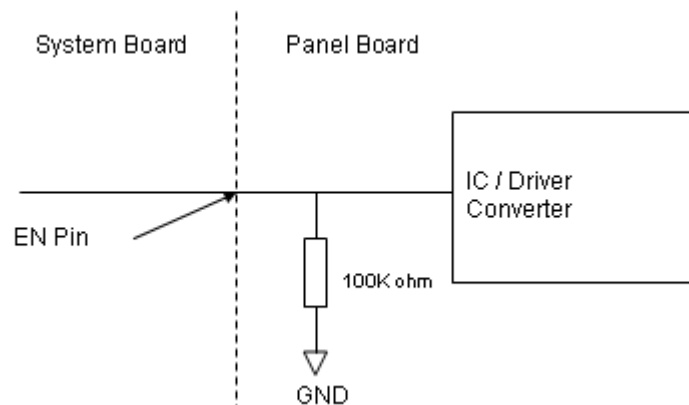 System Board
Panel Board
IC / Driver
Converter
EN Pin
100K ohm
GND